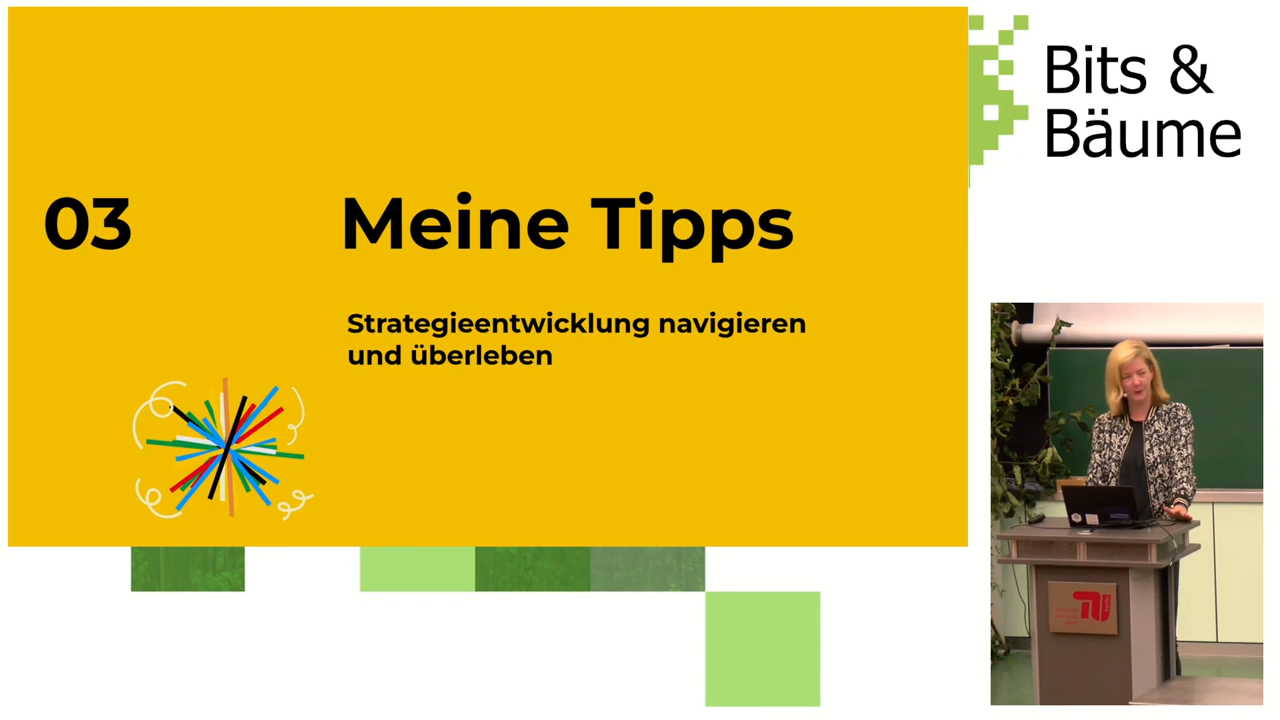 03
Meine Tipps
Strategieentwicklung navigieren
und überleben
Bits &
Bäume